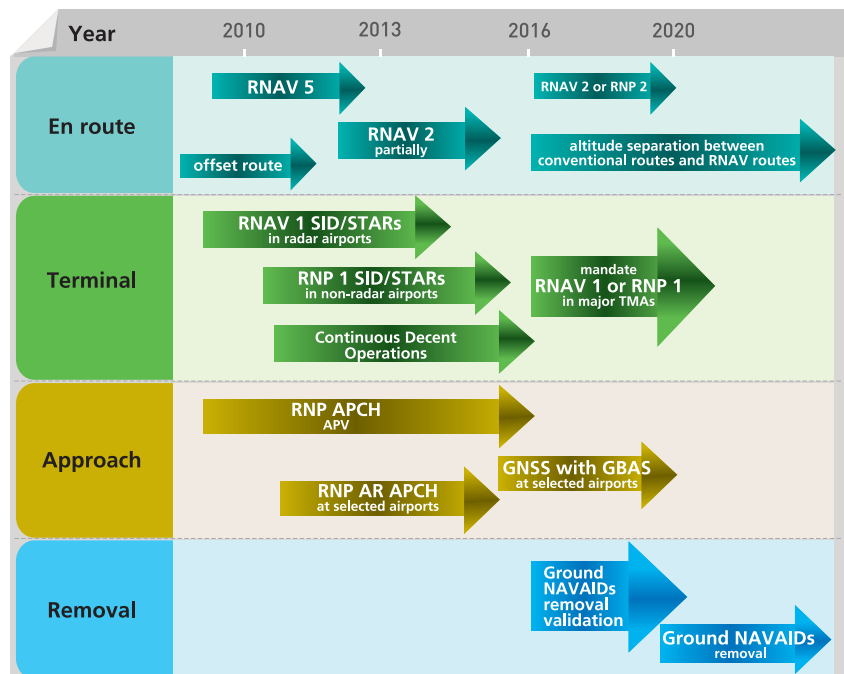 Year
2010
2013
2016
2020
En route
RNAV 5
RNAV 2 or RNP 2
RNAV 2
partially
offset route
altitude separation between
conventional routes and RNAV routes
Terminal
RNAV 1 SID/STARs
in radar airports
RNP 1 SID/STARs
in non-radar airports
mandate
RNAV 1 or RNP 1
in major TMAs
Continuous Decent
Operations
Approach
RNP APCH
APV
GNSS with GBAS
at selected airports
RNP AR APCH
at selected airports
Removal
Ground
NAVAIDs
removal
validation
Ground NAVAIDs
removal